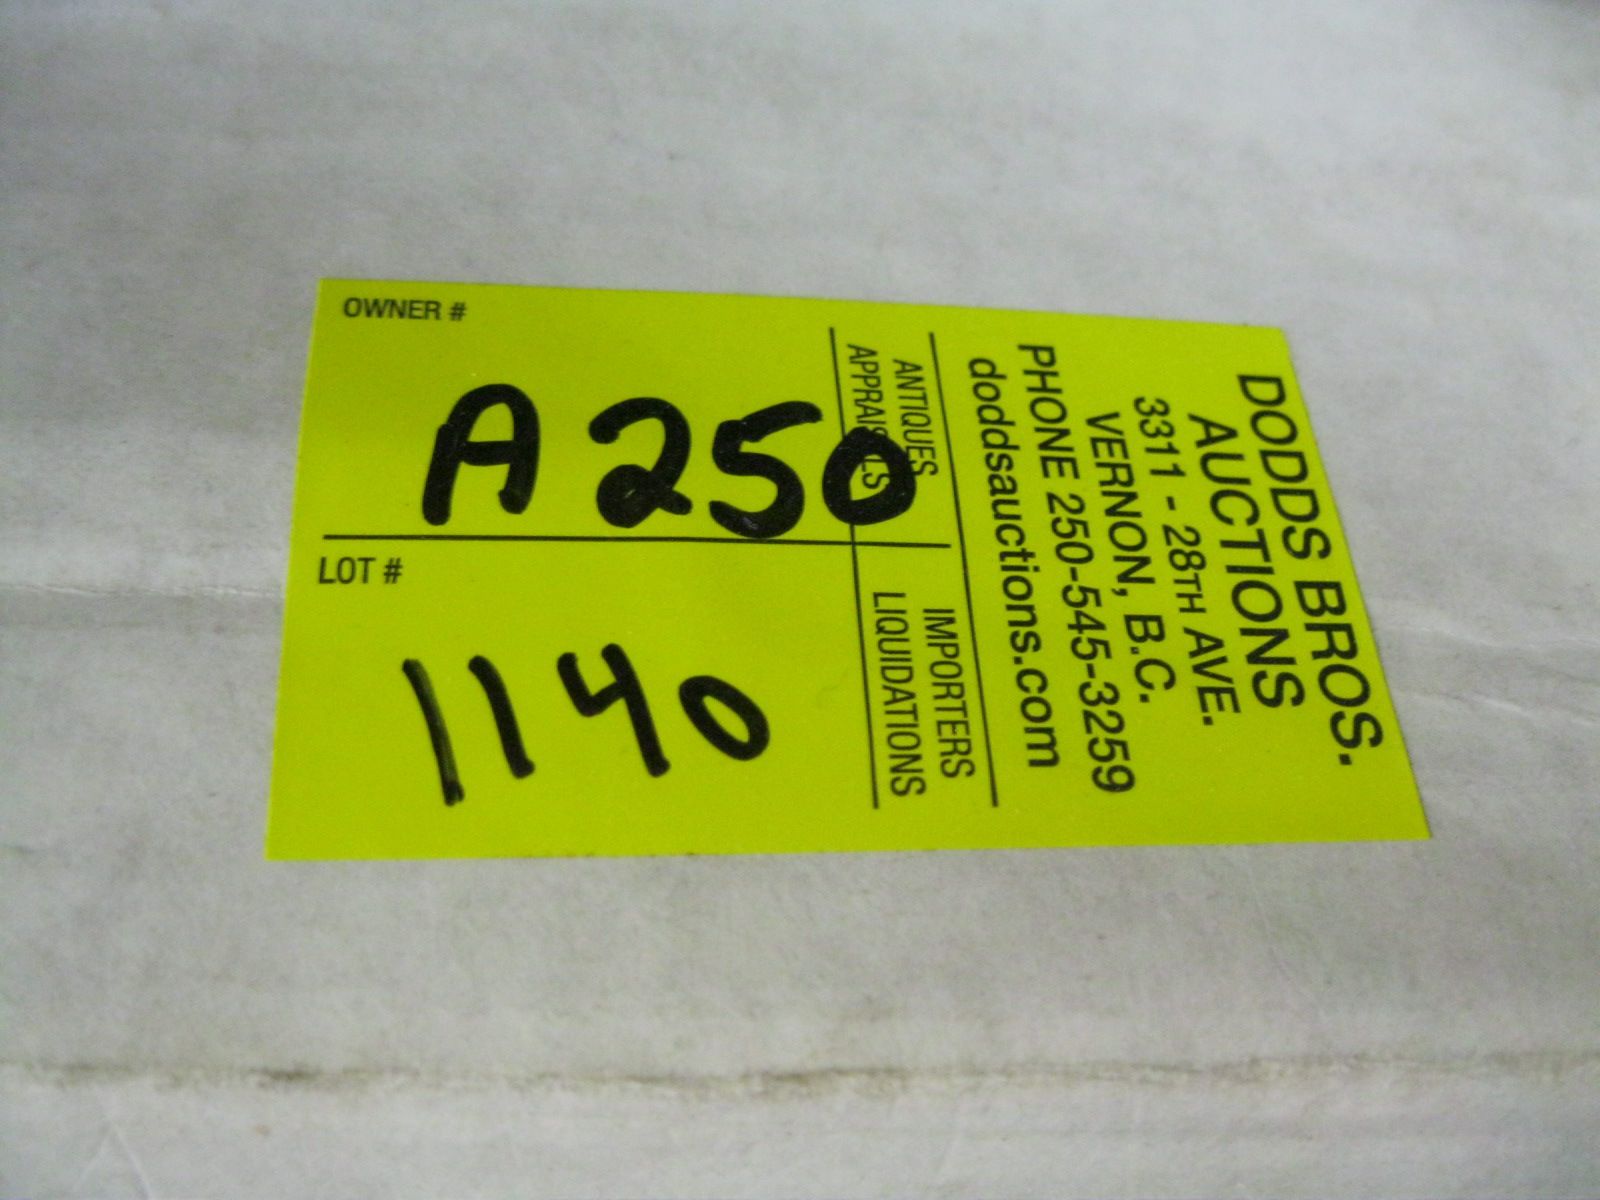 DODDS BROS.
AUCTIONS
3311 - 28TH AVE.
VERNON, B.C.
PHONE 250-545-3259
doddsauctions.com
ANTIQUES
IMPORTERS
APPRAISALS
LIQUIDATIONS
OWNER #
A250
LOT #
1140